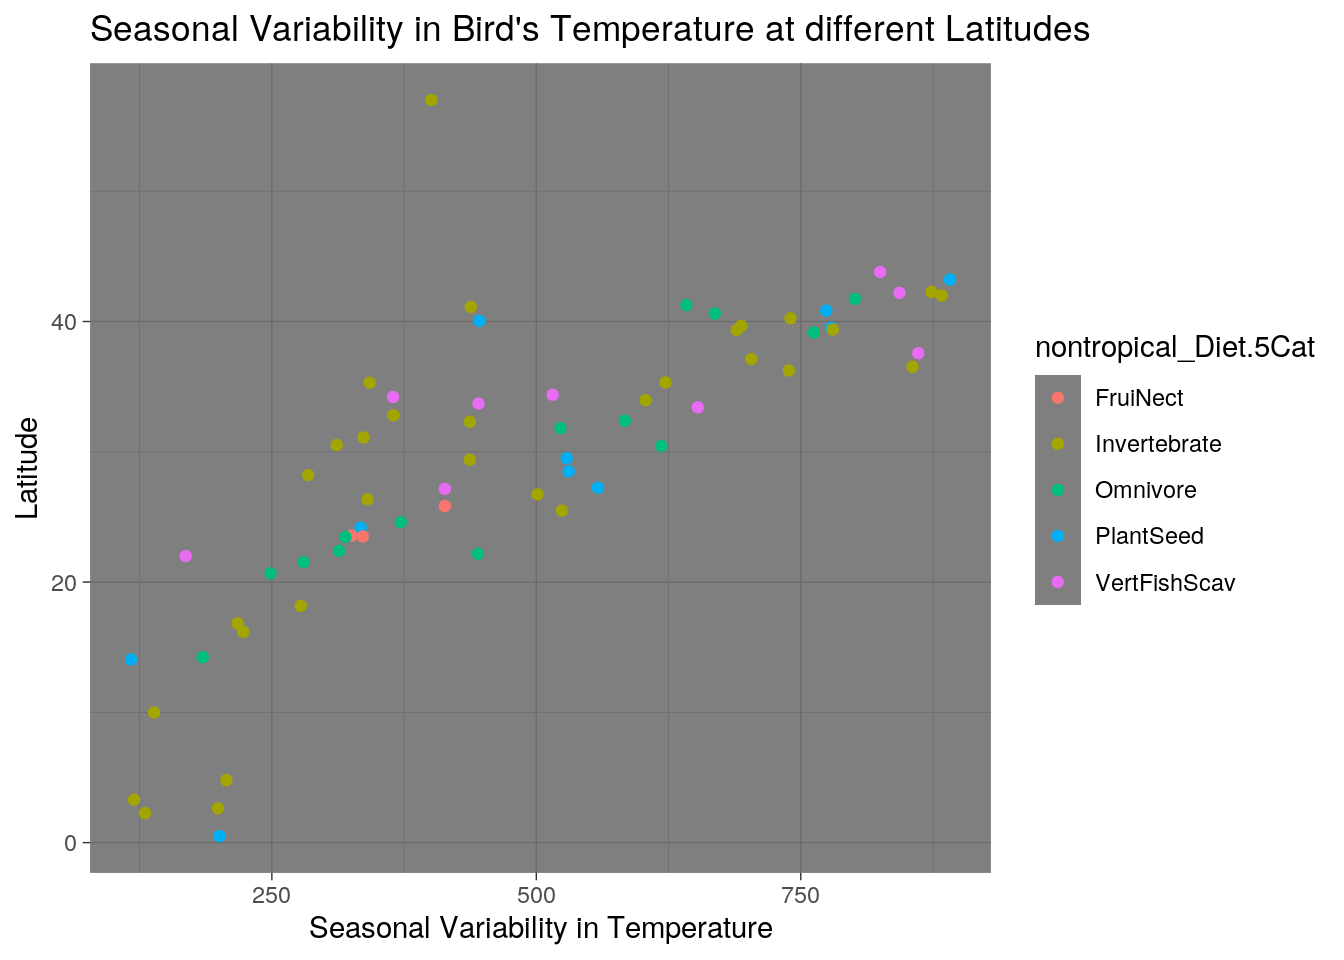 Seasonal Variability in Bird's Temperature at different Latitudes
Latitude
40
20
0
250 500 750
Seasonal Variability in Temperature
nontropical_Diet.5Cat
FruiNect
Invertebrate
Omnivore
PlantSeed
VertFishScav